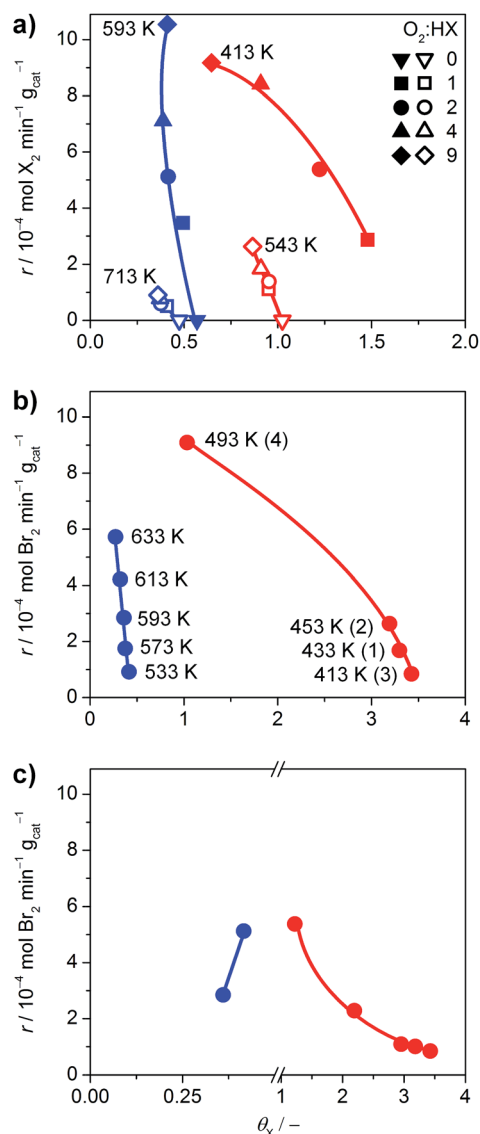 a)
r / 10⁻⁴ mol X₂ min⁻¹ g_cat⁻¹
10
8
6
4
2
0
593 K
413 K
O₂:HX
0
1
2
4
9
543 K
713 K
0.0
0.5
1.0
1.5
2.0
b)
r / 10⁻⁴ mol Br₂ min⁻¹ g_cat⁻¹
10
8
6
4
2
0
493 K (4)
633 K
613 K
593 K
573 K
533 K
453 K (2)
433 K (1)
413 K (3)
0
1
2
3
4
c)
r / 10⁻⁴ mol Br₂ min⁻¹ g_cat⁻¹
10
8
6
4
2
0
0.00
0.25
1
2
3
4
θₓ / –